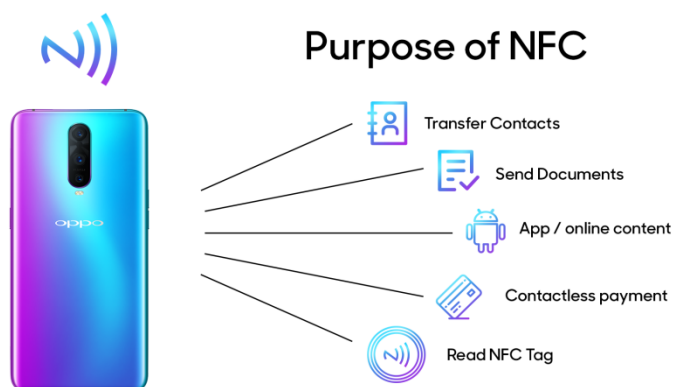 Purpose of NFC
oppo
Transfer Contacts
Send Documents
App / online content
Contactless payment
Read NFC Tag